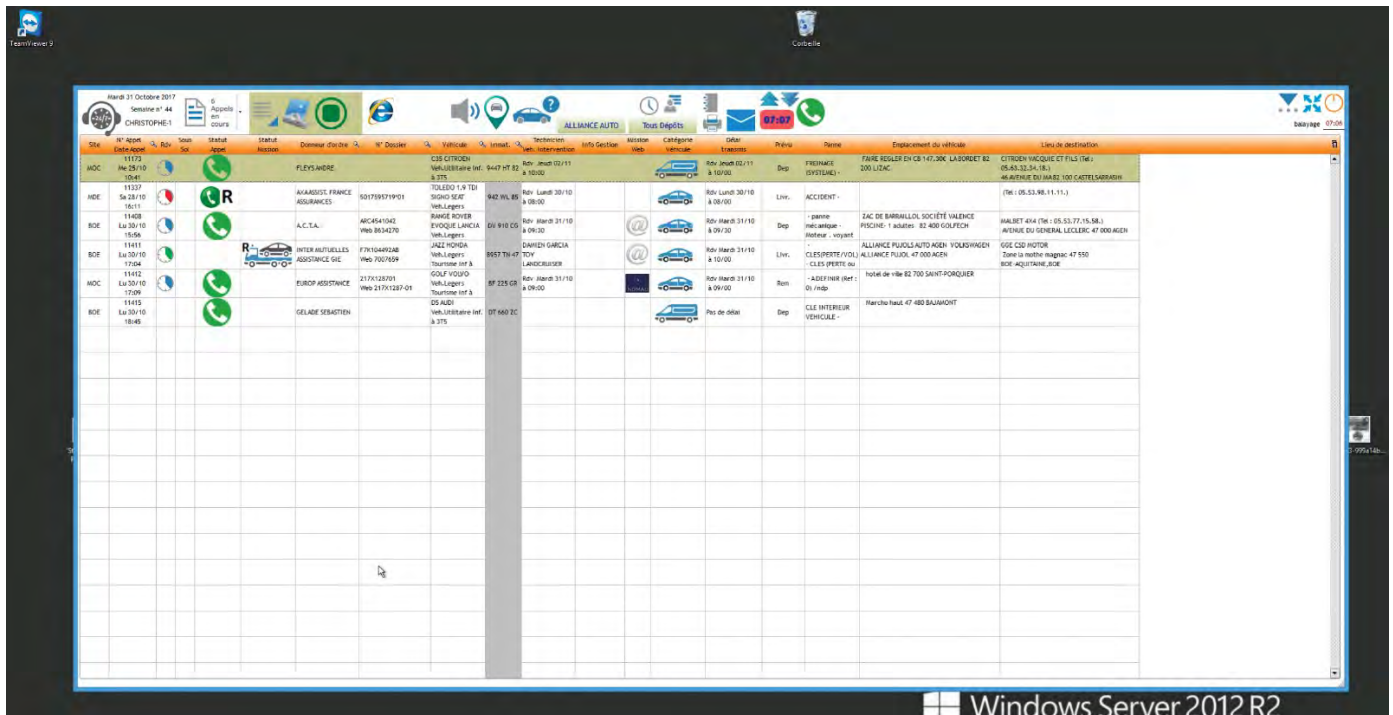 TeamViewer 9
Corbeille
Mardi 31 Octobre 2017
Semaine n° 44
CHRISTOPHE-1
6
Appels
en
cours
ALLIANCE AUTO
Tous Dépôts
07:07
balayage 07:06
Site
N° Appel
Date Appel
Rdv
Sous
Sol
Statut
Appel
Statut
Mission
Donneur d'ordre
N° Dossier
Véhicule
Immat.
Technicien
Veh. Intervention
Info Gestion
Mission
Web
Catégorie
Véhicule
Délai
transmis
Prévu
Panne
Emplacement du véhicule
Lieu de destination
MOC
11173
Me 25/10
10:41
FLEYS ANDRE
CITROEN
Veh.Utilitaire Inf.
à 3T5
9447 HT 82
Rdv Jeudi 02/11
à 10:00
Rdv Jeudi 02/11
à 10/00
Dep
FREINAGE
(SYSTEME) -
FAIRE REGLER EN CB 147,30€ LABORDET 82
200 LIZAC
CITROEN VACQUIE ET FILS (Tel :
05.63.32.34.18.)
46 AVENUE DU MA 82 100 CASTELSARRASIN
MDE
11337
Sa 28/10
16:11
R
AXAASSIST. FRANCE
ASSURANCES
S017595719*01
TOLEDO 1.9 TDI
SIGNO SEAT
Veh.Legers
942 WL 85
Rdv Lundi 30/10
à 08:00
Rdv Lundi 30/10
à 08/00
Livr.
ACCIDENT -
(Tel : 05.53.98.11.11.)
BOE
11408
Lu 30/10
15:56
A.C.T.A.
ARC4541042
Web 8634270
RANGE ROVER
EVOQUE LANCIA
Veh.Legers
DV 910 CG
Rdv Mardi 31/10
à 09:30
@
Rdv Mardi 31/10
à 09/30
Dep
- panne
mécanique -
Moteur - voyant
ZAC DE BARRAILLOL SOCIÉTÉ VALENCE
PISCINE- 1 adultes 82 400 GOLFECH
MALBET 4X4 (Tel : 05.53.77.15.58.)
AVENUE DU GENERAL LECLERC 47 000 AGEN
BOE
11411
Lu 30/10
17:04
R
INTER MUTUELLES
ASSISTANCE GIE
F7K104492AB
Web 7007659
JAZZ HONDA
Veh.Legers
Tourisme Inf à
8957 TN 47
DAMIEN GARCIA
TOY
LANDCRUISER
@
Rdv Mardi 31/10
à 10/00
Livr.
-
CLES(PERTE/VOL)
- CLES (PERTE ou
ALLIANCE PUJOLS AUTO AGEN VOLKSWAGEN
ALLIANCE PUJOL 47 000 AGEN
GGE CSD MOTOR
Zone la mothe magnac 47 550
BOE-AQUITAINE,BOE
MOC
11412
Lu 30/10
17:09
EUROP ASSISTANCE
217X128701
Web 217X1287-01
GOLF VOLVO
Veh.Legers
Tourisme Inf à
BF 225 GR
Rdv Mardi 31/10
à 09:00
Rdv Mardi 31/10
à 09/00
Rem
- ADEFINIR (Ref :
0) /ndp
hotel de ville 82 700 SAINT-PORQUIER
BOE
11415
Lu 30/10
18:45
GELADE SEBASTIEN
DS AUDI
Veh.Utilitaire Inf.
à 3T5
DT 660 ZC
Pas de délai
Dep
CLE INTERIEUR
VEHICULE -
Marcho haut 47 480 BAJAMONT
Windows Server 2012 R2